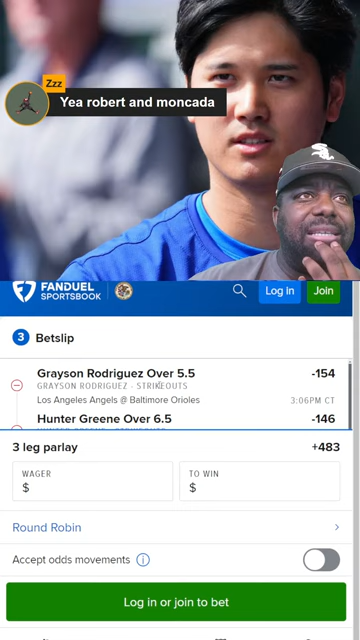 Zzz
Yea robert and moncada
FANDUEL
SPORTSBOOK
Log in
Join
3 Betslip
Grayson Rodriguez Over 5.5 -154
GRAYSON RODRIGUEZ - STRIKEOUTS
Los Angeles Angels @ Baltimore Orioles 3:06PM CT
Hunter Greene Over 6.5 -146
3 leg parlay +483
WAGER
$
TO WIN
$
Round Robin
Accept odds movements
Log in or join to bet